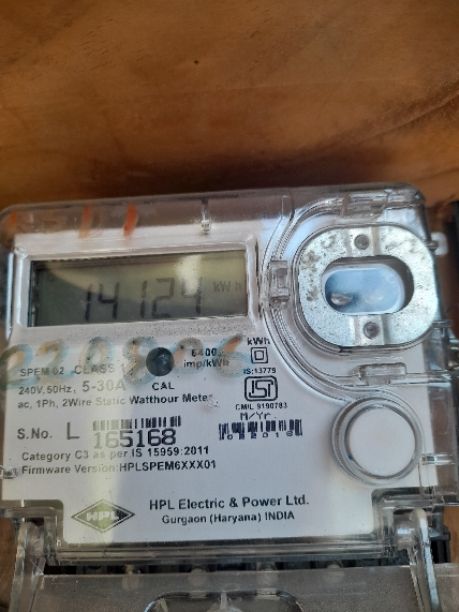 14124 kWh
SPEM 02 CLASS 1
6400 imp/kWh
kWh
IS:13779
240V, 50Hz, 5-30A CAL
ac, 1Ph, 2Wire Static Watthour Meter
CM/L 9190783
M/Yr.
S.No. L 165168
Category C3 as per IS 15959:2011
Firmware Version:HPLSPEM6XXX01
HPL
HPL Electric & Power Ltd.
Gurgaon (Haryana) INDIA